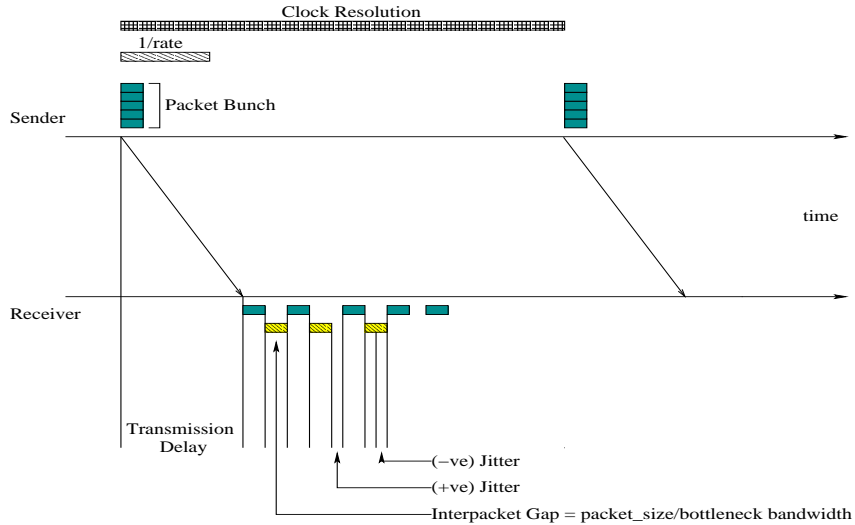 Clock Resolution
1/rate
Packet Bunch
Sender
time
Receiver
Transmission
Delay
(−ve) Jitter
(+ve) Jitter
Interpacket Gap = packet_size/bottleneck bandwidth